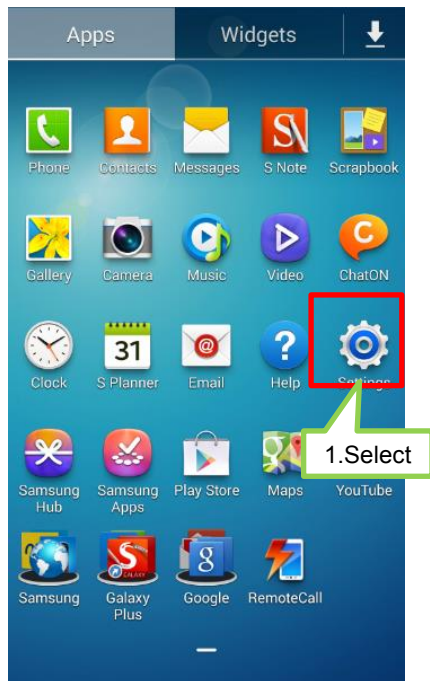 Apps Widgets
Phone Contacts Messages S Note Scrapbook
Gallery Camera Music Video ChatON
31
Clock S Planner Email Help Settings
1.Select
Samsung Hub Samsung Apps Play Store Maps YouTube
Samsung Galaxy Plus Google RemoteCall